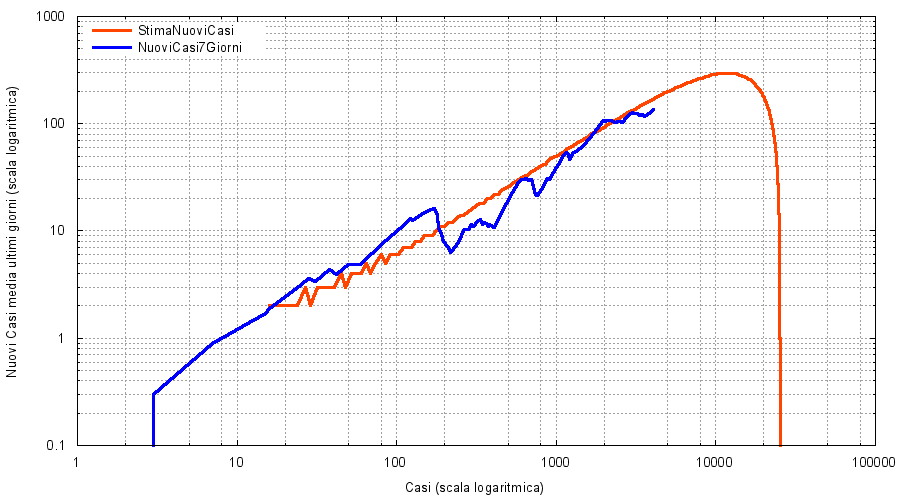 1000
StimaNuoviCasi
NuoviCasi7Giorni
100
10
1
0.1
Nuovi Casi media ultimi giorni (scala logaritmica)
1 10 100 1000 10000 100000
Casi (scala logaritmica)